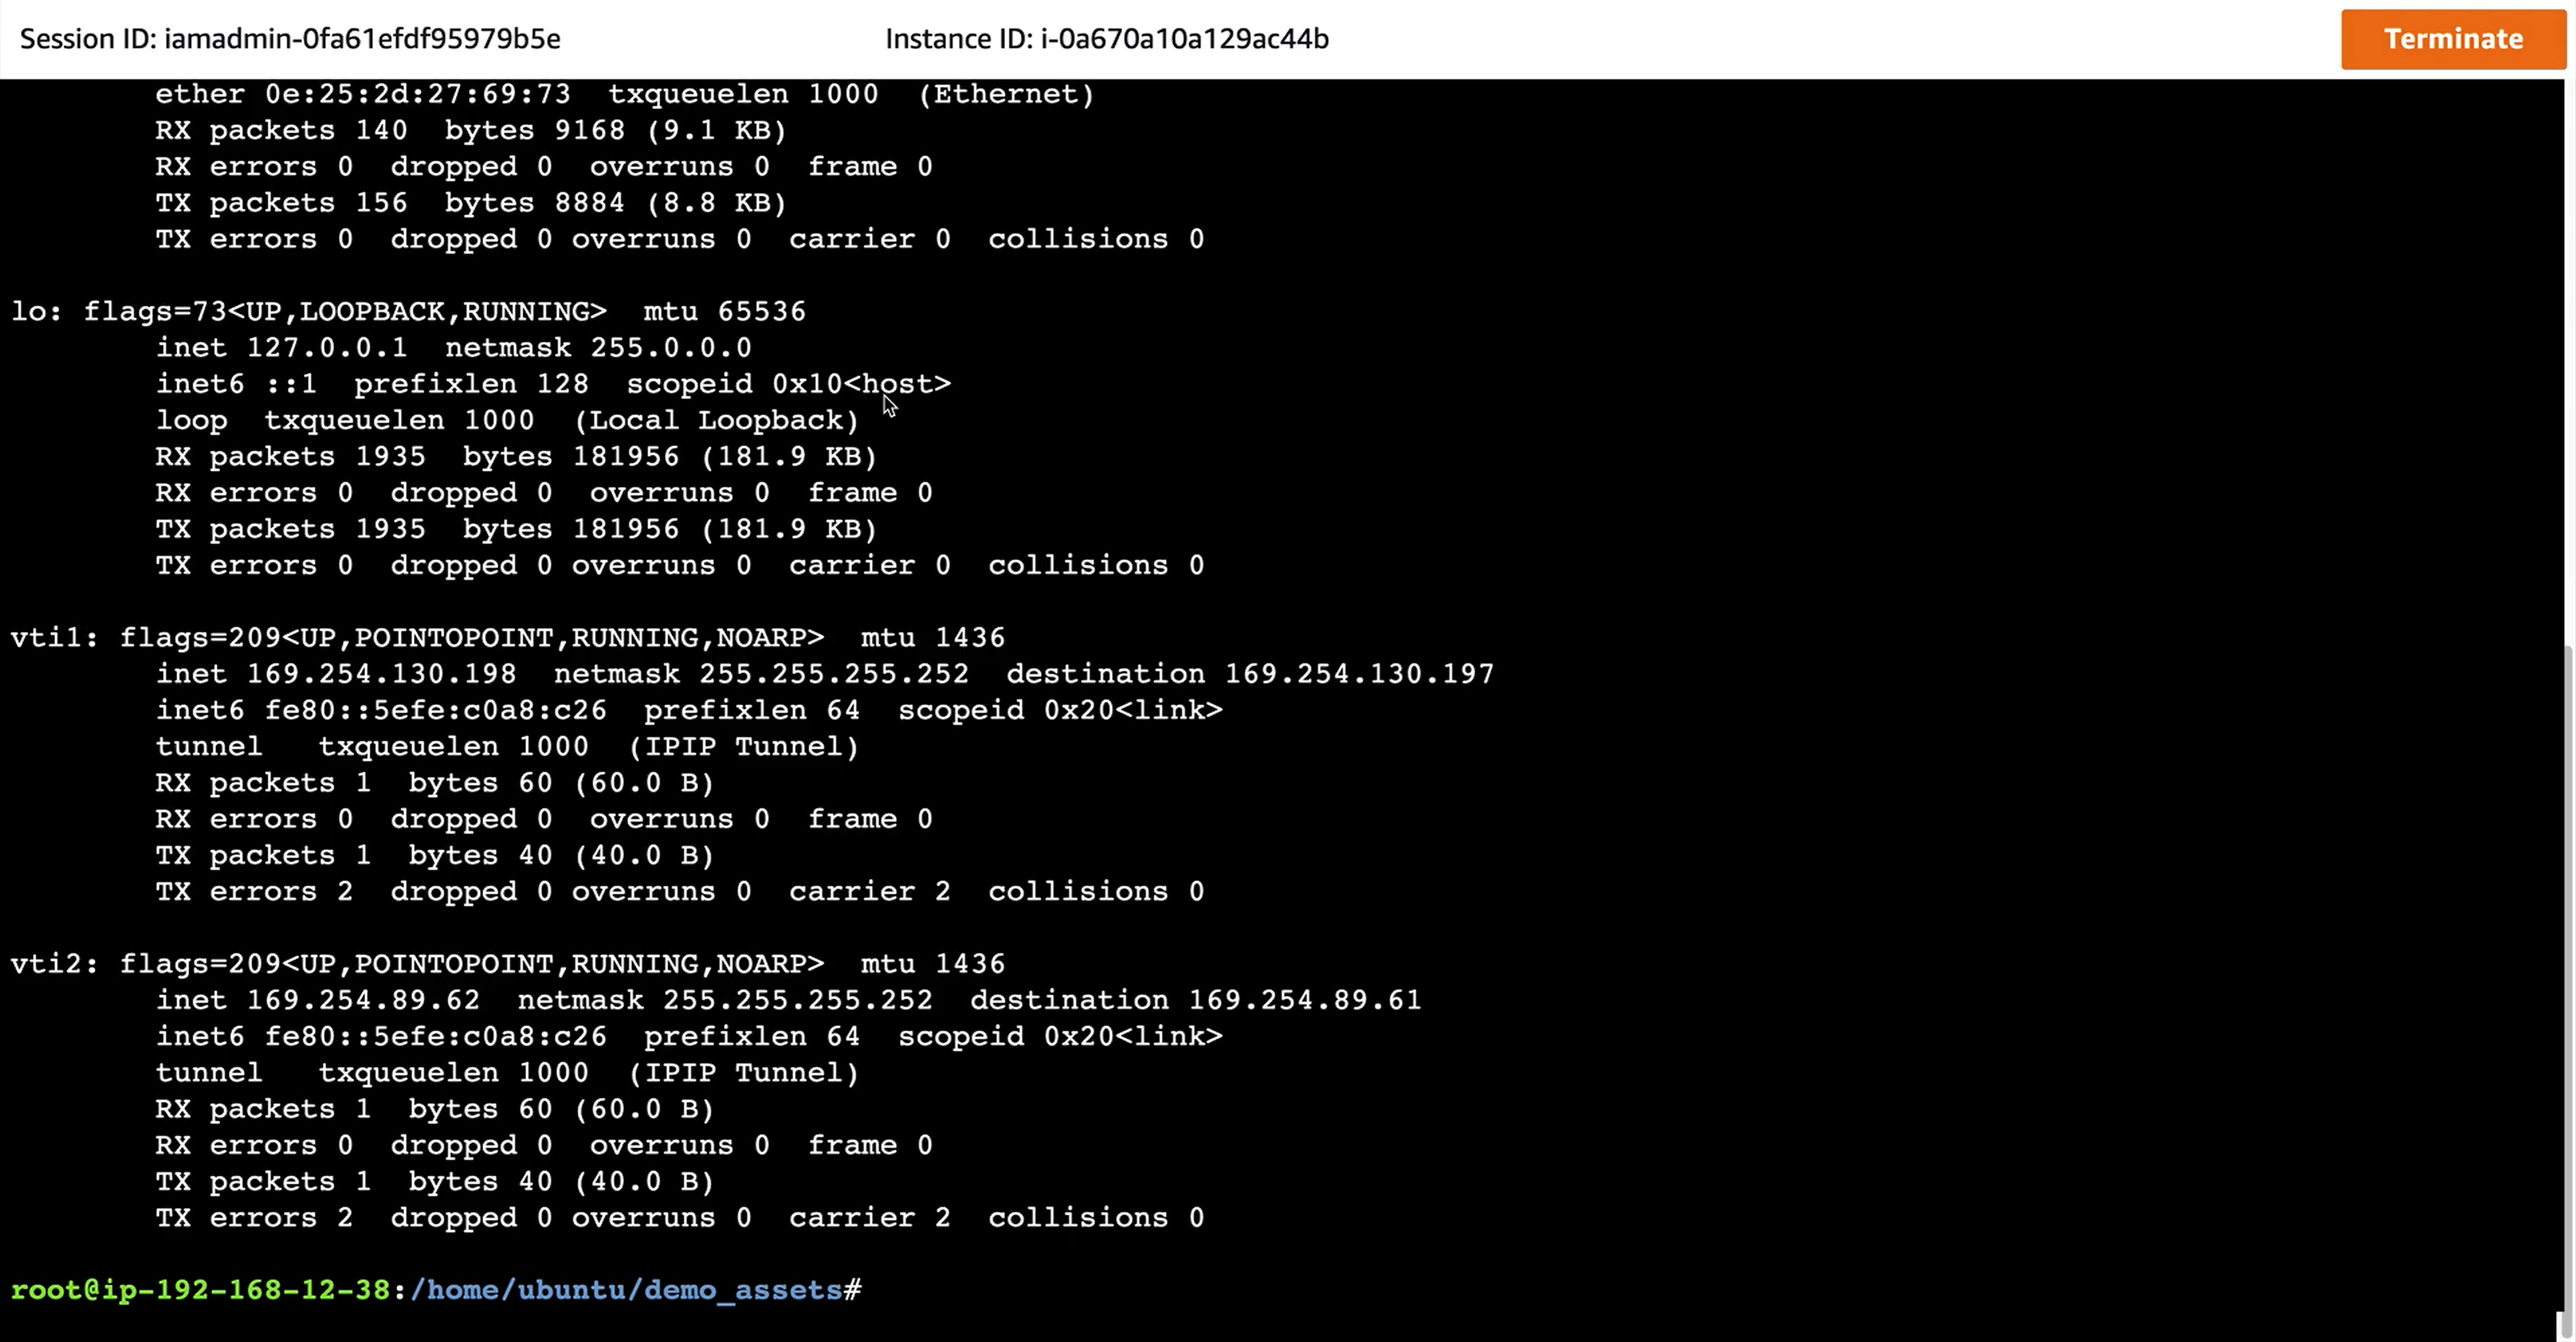 Session ID: iamadmin-0fa61efdf95979b5e Instance ID: i-0a670a10a129ac44b Terminate
ether 0e:25:2d:27:69:73  txqueuelen 1000  (Ethernet)
RX packets 140  bytes 9168 (9.1 KB)
RX errors 0  dropped 0  overruns 0  frame 0
TX packets 156  bytes 8884 (8.8 KB)
TX errors 0  dropped 0 overruns 0  carrier 0  collisions 0
lo: flags=73<UP,LOOPBACK,RUNNING>  mtu 65536
inet 127.0.0.1  netmask 255.0.0.0
inet6 ::1  prefixlen 128  scopeid 0x10<host>
loop  txqueuelen 1000  (Local Loopback)
RX packets 1935  bytes 181956 (181.9 KB)
RX errors 0  dropped 0  overruns 0  frame 0
TX packets 1935  bytes 181956 (181.9 KB)
TX errors 0  dropped 0 overruns 0  carrier 0  collisions 0
vti1: flags=209<UP,POINTOPOINT,RUNNING,NOARP>  mtu 1436
inet 169.254.130.198  netmask 255.255.255.252  destination 169.254.130.197
inet6 fe80::5efe:c0a8:c26  prefixlen 64  scopeid 0x20<link>
tunnel   txqueuelen 1000  (IPIP Tunnel)
RX packets 1  bytes 60 (60.0 B)
RX errors 0  dropped 0  overruns 0  frame 0
TX packets 1  bytes 40 (40.0 B)
TX errors 2  dropped 0 overruns 0  carrier 2  collisions 0
vti2: flags=209<UP,POINTOPOINT,RUNNING,NOARP>  mtu 1436
inet 169.254.89.62  netmask 255.255.255.252  destination 169.254.89.61
inet6 fe80::5efe:c0a8:c26  prefixlen 64  scopeid 0x20<link>
tunnel   txqueuelen 1000  (IPIP Tunnel)
RX packets 1  bytes 60 (60.0 B)
RX errors 0  dropped 0  overruns 0  frame 0
TX packets 1  bytes 40 (40.0 B)
TX errors 2  dropped 0 overruns 0  carrier 2  collisions 0
root@ip-192-168-12-38:/home/ubuntu/demo_assets#